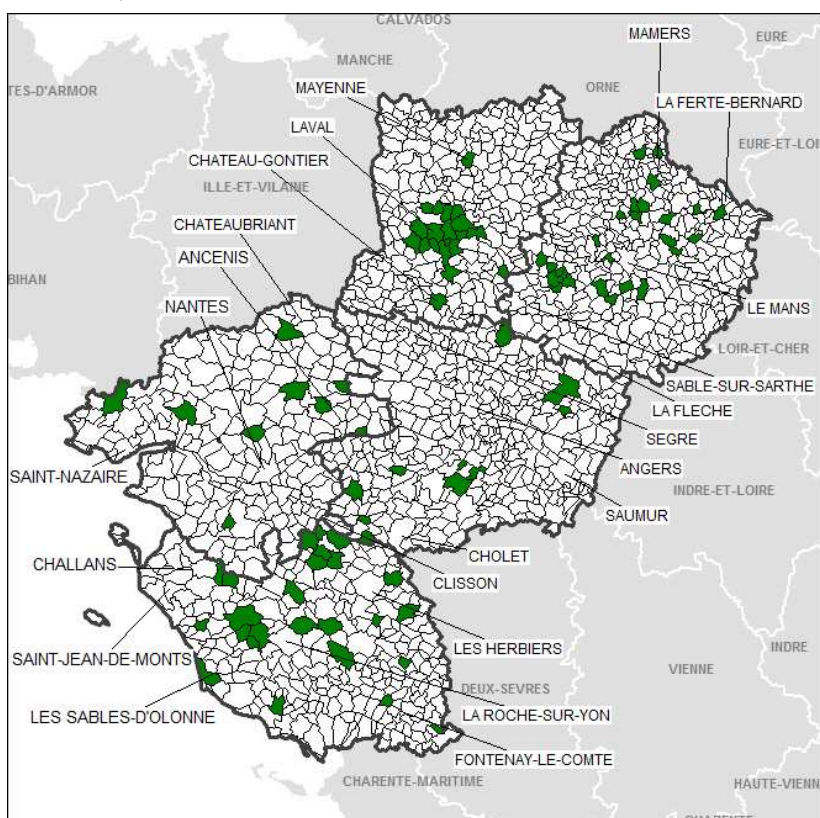 CALVADOS
MAMERS
EURE
MANCHE
MAYENNE
ORNE
TES-D'ARMOR
LA FERTE-BERNARD
LAVAL
EURE-ET-LOI
CHATEAU-GONTIER
ILLE-ET-VILAINE
CHATEAUBRIANT
ANCENIS
BIHAN
NANTES
LE MANS
LOIR-ET-CHER
SABLE-SUR-SARTHE
LA FLECHE
SEGRE
SAINT-NAZAIRE
ANGERS
INDRE-ET-LOIRE
SAUMUR
CHOLET
CHALLANS
CLISSON
LES HERBIERS
INDRE
SAINT-JEAN-DE-MONTS
VIENNE
DEUX-SEVRES
LES SABLES-D'OLONNE
LA ROCHE-SUR-YON
FONTENAY-LE-COMTE
CHARENTE-MARITIME
HAUTE-VIENN
CHARENTE